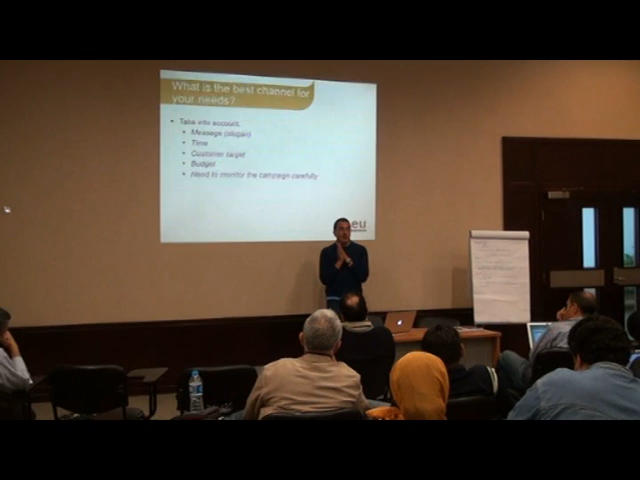 What is the best channel for
your needs?
• Take into account:
• Message (slogan)
• Time
• Customer target
• Budget
• Need to monitor the campaign carefully
eu